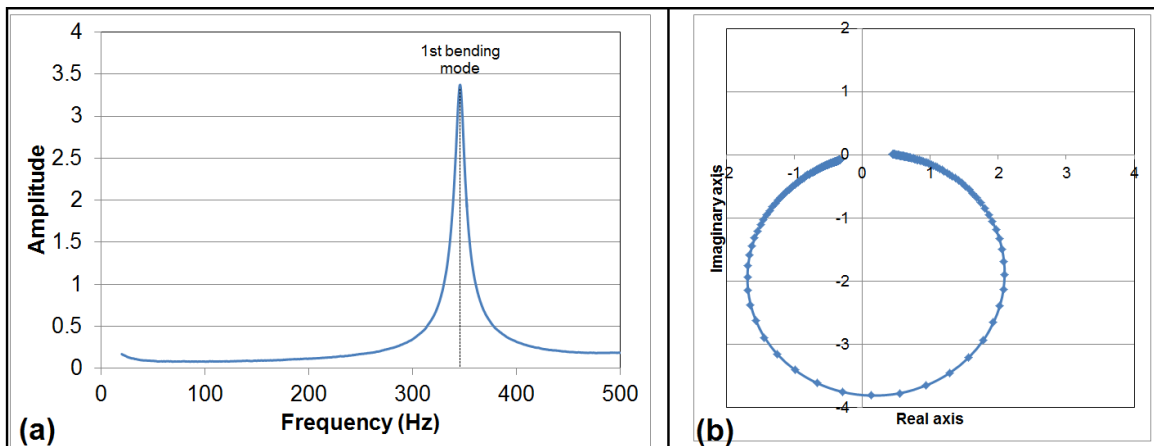 4
3.5
3
2.5
2
1.5
1
0.5
0
Amplitude
1st bending
mode
0 100 200 300 400 500
Frequency (Hz)
(a)
2
1
0
-2 -1 0 1 2 3 4
-1
-2
-3
-4
Imaginary axis
Real axis
(b)